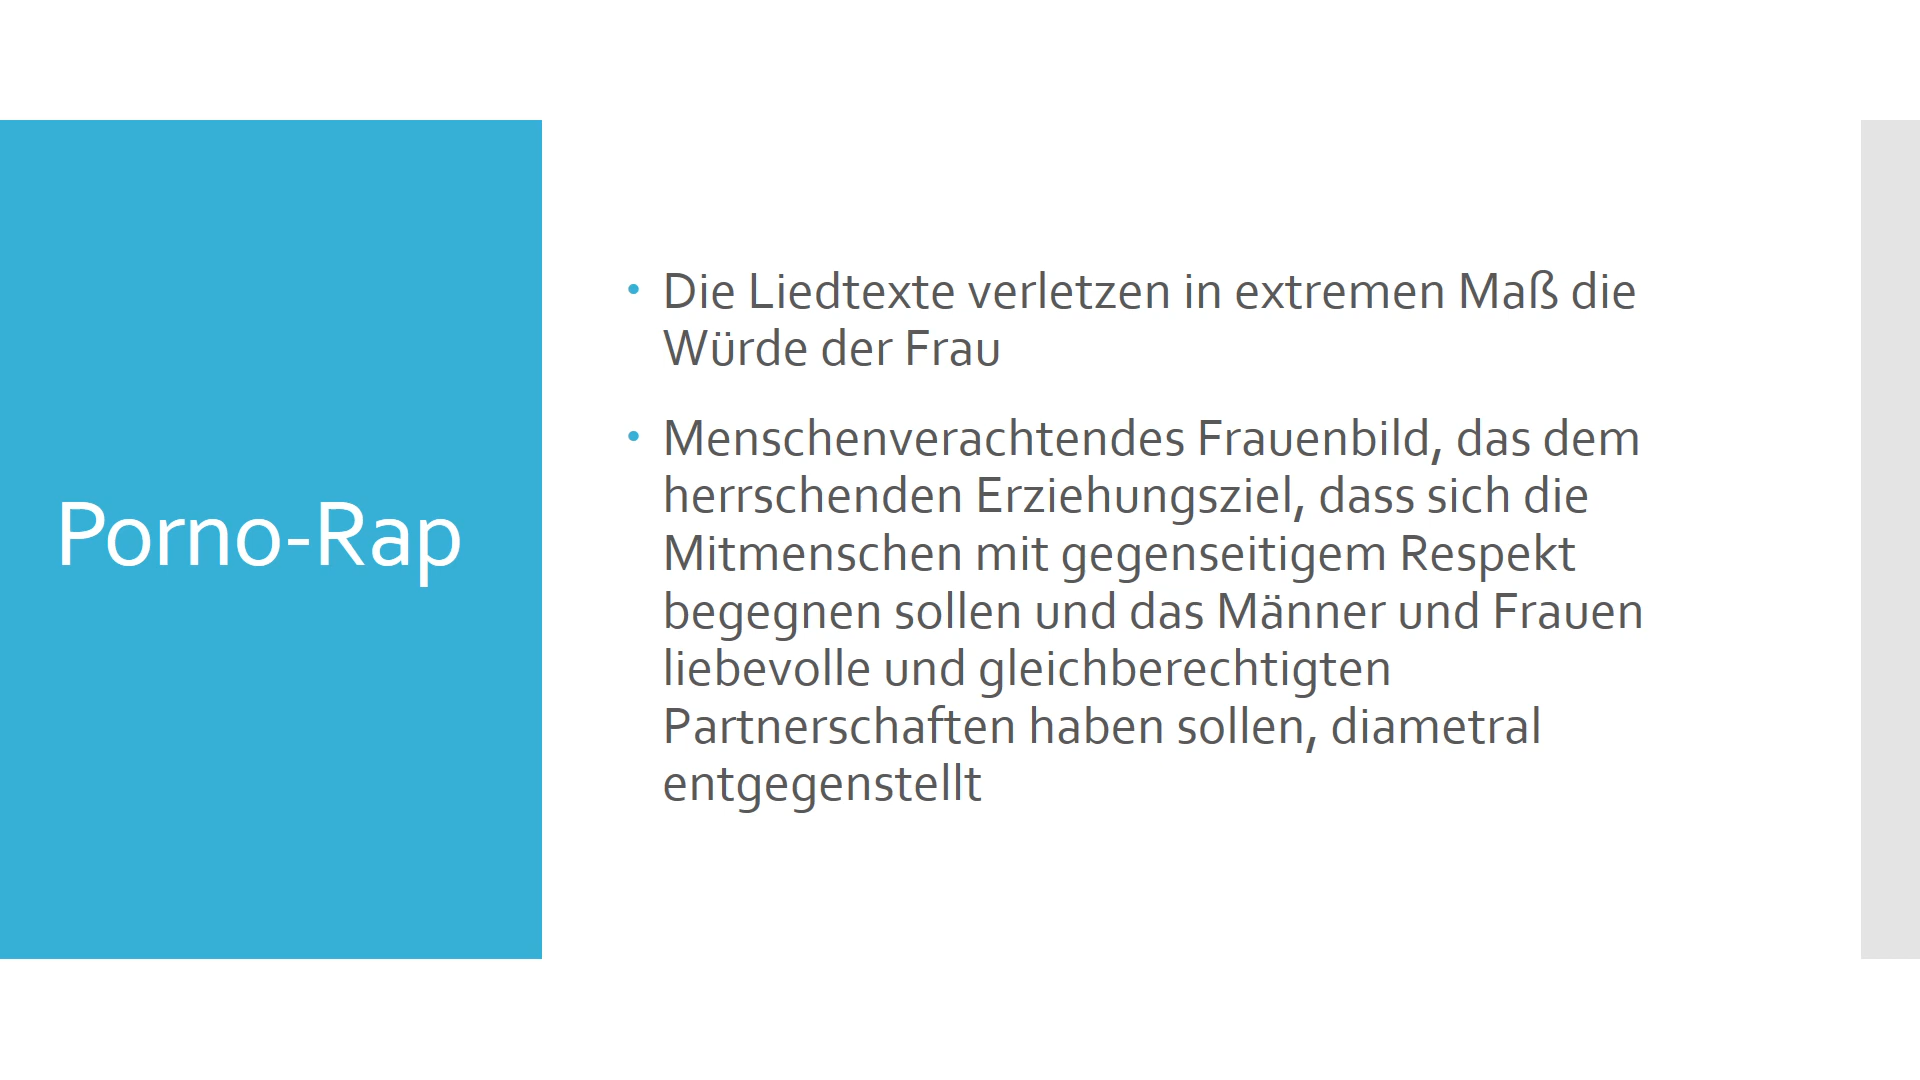 Porno-Rap
• Die Liedtexte verletzen in extremen Maß die
Würde der Frau
• Menschenverachtendes Frauenbild, das dem
herrschenden Erziehungsziel, dass sich die
Mitmenschen mit gegenseitigem Respekt
begegnen sollen und das Männer und Frauen
liebevolle und gleichberechtigten
Partnerschaften haben sollen, diametral
entgegenstellt